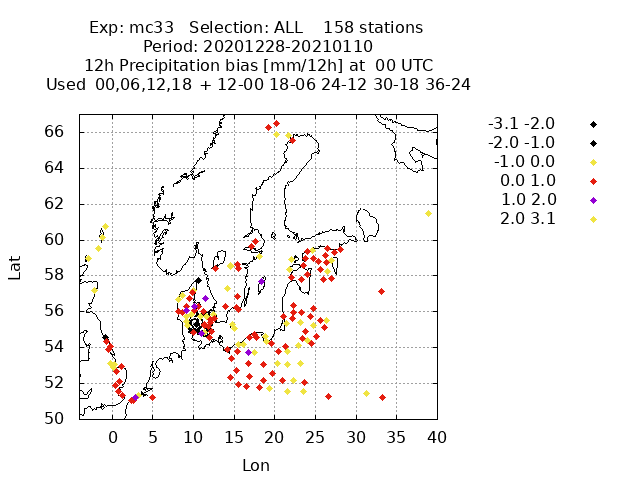 Exp: mc33   Selection: ALL    158 stations
Period: 20201228-20210110
12h Precipitation bias [mm/12h] at  00 UTC
Used  00,06,12,18  + 12-00 18-06 24-12 30-18 36-24
-3.1 -2.0
-2.0 -1.0
-1.0 0.0
0.0 1.0
1.0 2.0
2.0 3.1
66
64
62
60
58
56
54
52
50
Lat
0 5 10 15 20 25 30 35 40
Lon